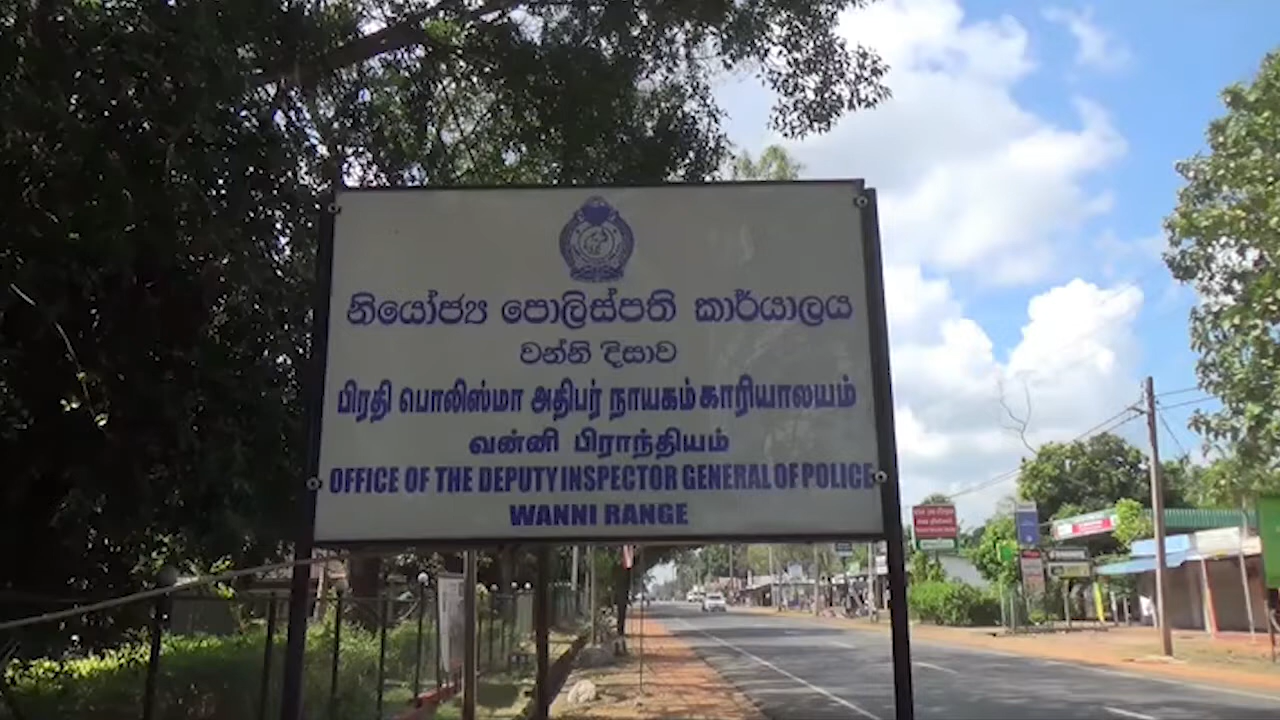 නියෝජ්‍ය පොලිස්පති කාර්යාලය
වන්නි දිසාව
பிரதி பொலிஸ்மா அதிபர் நாயகம் காரியாலயம்
வன்னி பிராந்தியம்
OFFICE OF THE DEPUTY INSPECTOR GENERAL OF POLICE
WANNI RANGE